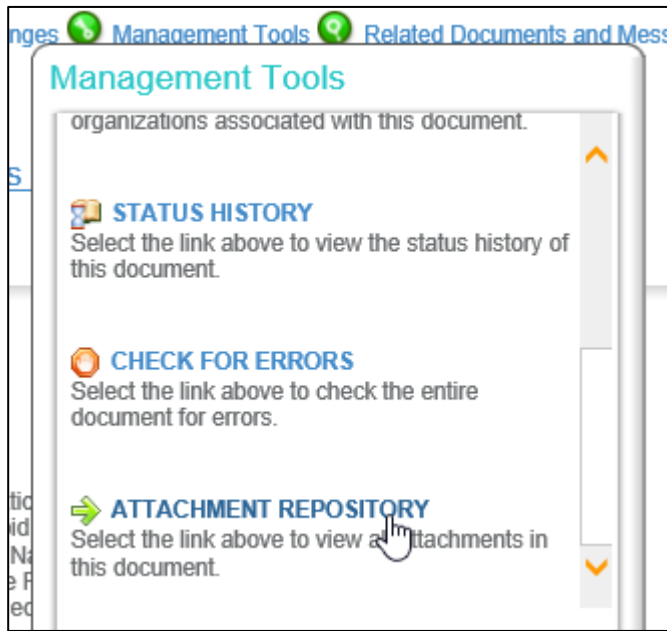 Management Tools Related Documents and Mess
Management Tools
organizations associated with this document.
S
STATUS HISTORY
Select the link above to view the status history of
this document.
CHECK FOR ERRORS
Select the link above to check the entire
document for errors.
ATTACHMENT REPOSITORY
Select the link above to view attachments in
this document.